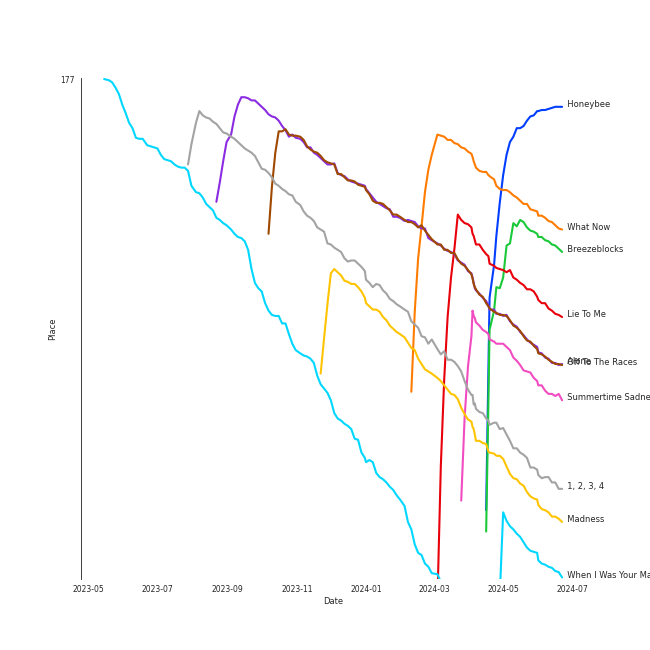 177
Honeybee
What Now
Breezeblocks
Lie To Me
Off To The Races
Summertime Sadne
1, 2, 3, 4
Madness
When I Was Your Ma
Place
2023-05 2023-07 2023-09 2023-11 2024-01 2024-03 2024-05 2024-07
Date